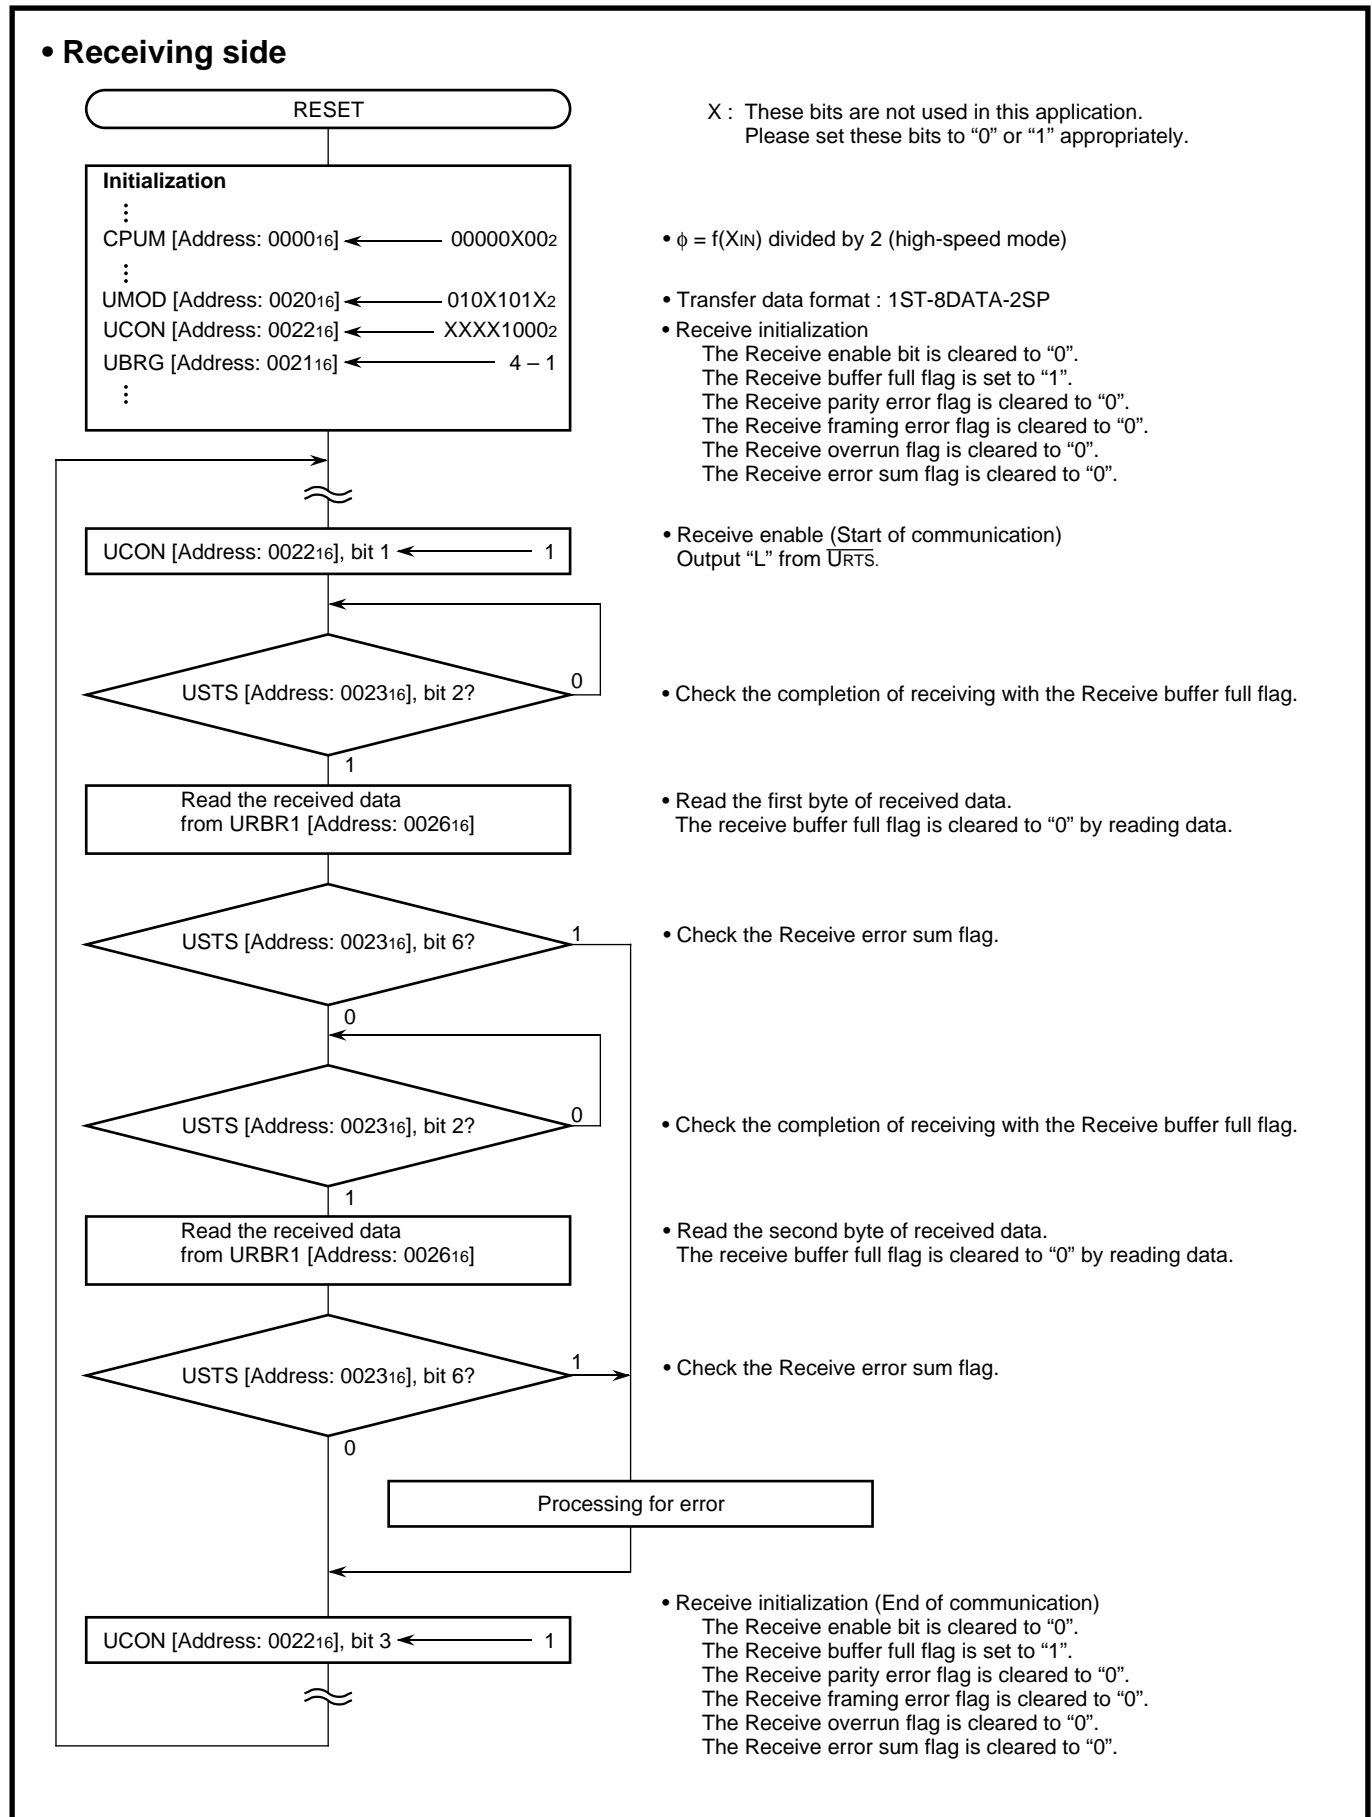 • Receiving side
RESET
X : These bits are not used in this application.
Please set these bits to “0” or “1” appropriately.
Initialization
CPUM [Address: 000016] 00000X002
• ϕ = f(XIN) divided by 2 (high-speed mode)
UMOD [Address: 002016] 010X101X2
• Transfer data format : 1ST-8DATA-2SP
UCON [Address: 002216] XXXX10002
• Receive initialization
UBRG [Address: 002116] 4 – 1
The Receive enable bit is cleared to “0”.
The Receive buffer full flag is set to “1”.
The Receive parity error flag is cleared to “0”.
The Receive framing error flag is cleared to “0”.
The Receive overrun flag is cleared to “0”.
The Receive error sum flag is cleared to “0”.
UCON [Address: 002216], bit 1 1
• Receive enable (Start of communication)
Output “L” from URTS.
USTS [Address: 002316], bit 2?
0
• Check the completion of receiving with the Receive buffer full flag.
1
Read the received data
from URBR1 [Address: 002616]
• Read the first byte of received data.
The receive buffer full flag is cleared to “0” by reading data.
USTS [Address: 002316], bit 6?
1
• Check the Receive error sum flag.
0
USTS [Address: 002316], bit 2?
0
• Check the completion of receiving with the Receive buffer full flag.
1
Read the received data
from URBR1 [Address: 002616]
• Read the second byte of received data.
The receive buffer full flag is cleared to “0” by reading data.
USTS [Address: 002316], bit 6?
1
• Check the Receive error sum flag.
0
Processing for error
UCON [Address: 002216], bit 3 1
• Receive initialization (End of communication)
The Receive enable bit is cleared to “0”.
The Receive buffer full flag is set to “1”.
The Receive parity error flag is cleared to “0”.
The Receive framing error flag is cleared to “0”.
The Receive overrun flag is cleared to “0”.
The Receive error sum flag is cleared to “0”.